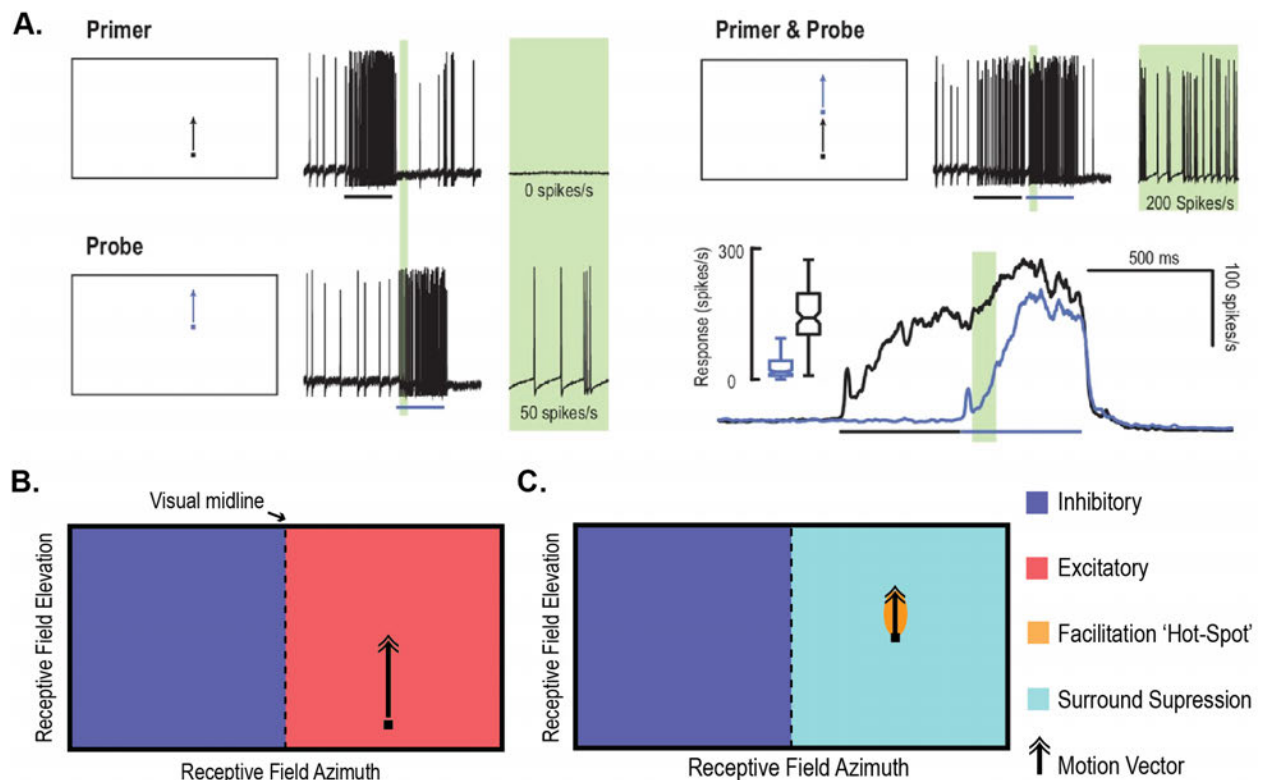 A.
Primer
0 spikes/s
Probe
50 spikes/s
Primer & Probe
200 Spikes/s
Response (spikes/s)
300
0
500 ms
100 spikes/s
B.
Visual midline
Receptive Field Elevation
Receptive Field Azimuth
C.
Receptive Field Elevation
Receptive Field Azimuth
Inhibitory
Excitatory
Facilitation ‘Hot-Spot’
Surround Supression
Motion Vector